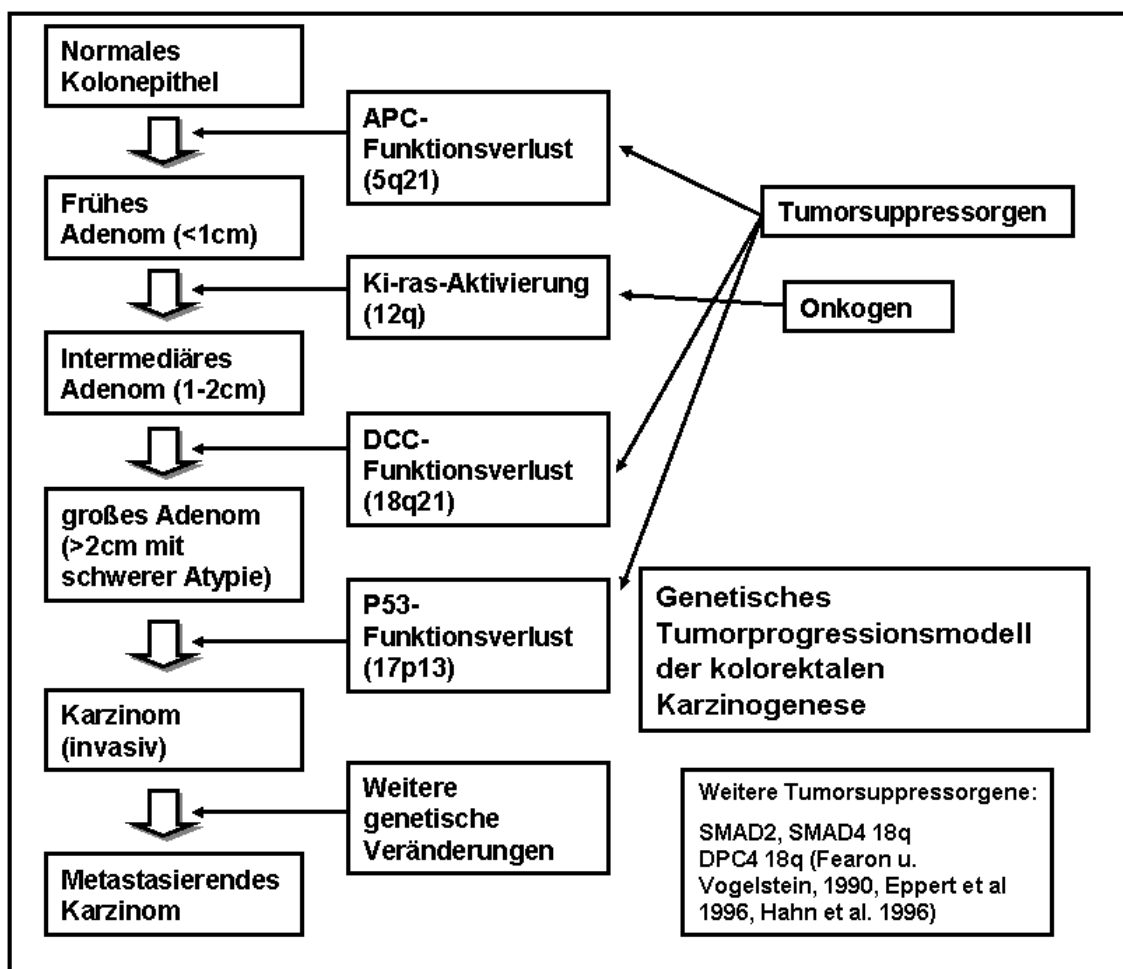 Normales
Kolonepithel
APC-
Funktionsverlust
(5q21)
Frühes
Adenom (<1cm)
Tumorsuppressorgen
Ki-ras-Aktivierung
(12q)
Onkogen
Intermediäres
Adenom (1-2cm)
DCC-
Funktionsverlust
(18q21)
großes Adenom
(>2cm mit
schwerer Atypie)
P53-
Funktionsverlust
(17p13)
Genetisches
Tumorprogressionsmodell
der kolorektalen
Karzinogenese
Karzinom
(invasiv)
Weitere
genetische
Veränderungen
Weitere Tumorsuppressorgene:
SMAD2, SMAD4 18q
DPC4 18q (Fearon u.
Vogelstein, 1990, Eppert et al
1996, Hahn et al. 1996)
Metastasierendes
Karzinom